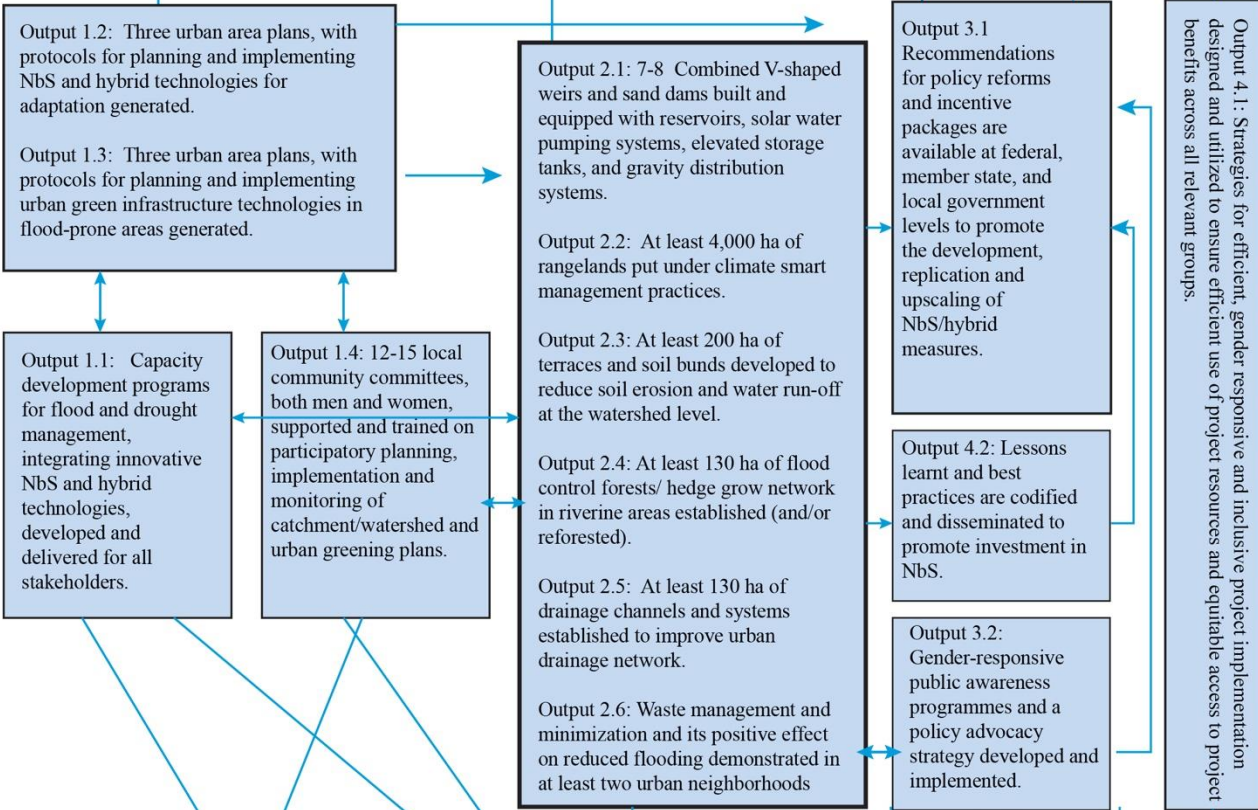 Output 1.2:  Three urban area plans, with
protocols for planning and implementing
NbS and hybrid technologies for
adaptation generated.
Output 1.3:  Three urban area plans, with
protocols for planning and implementing
urban green infrastructure technologies in
flood-prone areas generated.
Output 1.1:   Capacity
development programs
for flood and drought
management,
integrating innovative
NbS and hybrid
technologies,
developed and
delivered for all
stakeholders.
Output 1.4: 12-15 local
community committees,
both men and women,
supported and trained on
participatory planning,
implementation and
monitoring of
catchment/watershed and
urban greening plans.
Output 2.1: 7-8  Combined V-shaped
weirs and sand dams built and
equipped with reservoirs, solar water
pumping systems, elevated storage
tanks, and gravity distribution
systems.
Output 2.2:  At least 4,000 ha of
rangelands put under climate smart
management practices.
Output 2.3: At least 200 ha of
terraces and soil bunds developed to
reduce soil erosion and water run-off
at the watershed level.
Output 2.4: At least 130 ha of flood
control forests/ hedge grow network
in riverine areas established (and/or
reforested).
Output 2.5:  At least 130 ha of
drainage channels and systems
established to improve urban
drainage network.
Output 2.6: Waste management and
minimization and its positive effect
on reduced flooding demonstrated in
at least two urban neighborhoods
Output 3.1
Recommendations
for policy reforms
and incentive
packages are
available at federal,
member state, and
local government
levels to promote
the development,
replication and
upscaling of
NbS/hybrid
measures.
Output 4.2: Lessons
learnt and best
practices are codified
and disseminated to
promote investment in
NbS.
Output 3.2:
Gender-responsive
public awareness
programmes and a
policy advocacy
strategy developed and
implemented.
Output 4.1: Strategies for efficient, gender responsive and inclusive project implementation
designed and utilized to ensure efficient use of project resources and equitable access to project
benefits across all relevant groups.